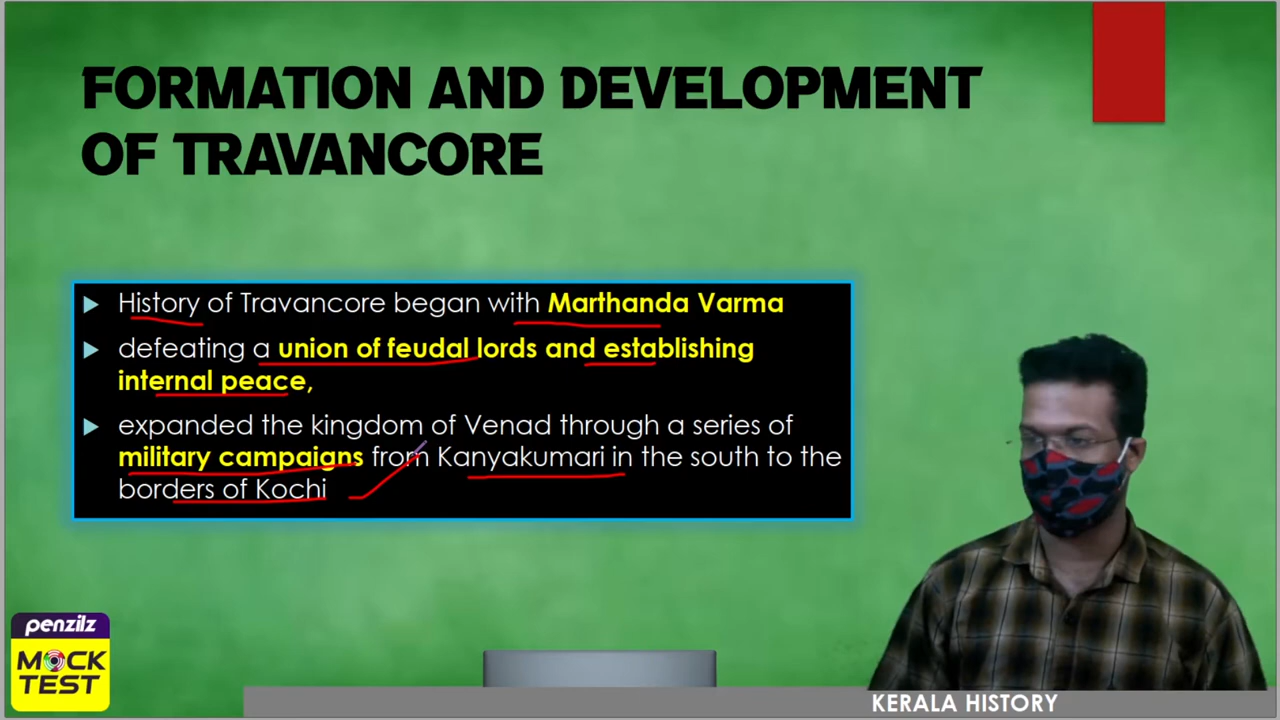 FORMATION AND DEVELOPMENT
OF TRAVANCORE
History of Travancore began with Marthanda Varma
defeating a union of feudal lords and establishing
internal peace,
expanded the kingdom of Venad through a series of
military campaigns from Kanyakumari in the south to the
borders of Kochi
penzilz
MOCK
TEST
KERALA HISTORY